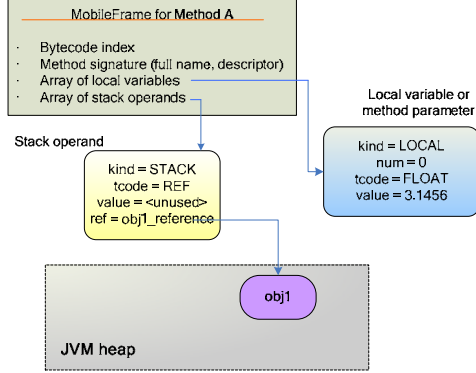 MobileFrame for Method A
· Bytecode index
· Method signature (full name, descriptor)
· Array of local variables
· Array of stack operands
Local variable or
method parameter
kind = LOCAL
num = 0
tcode = FLOAT
value = 3.1456
Stack operand
kind = STACK
tcode = REF
value = <unused>
ref = obj1_reference
obj1
JVM heap